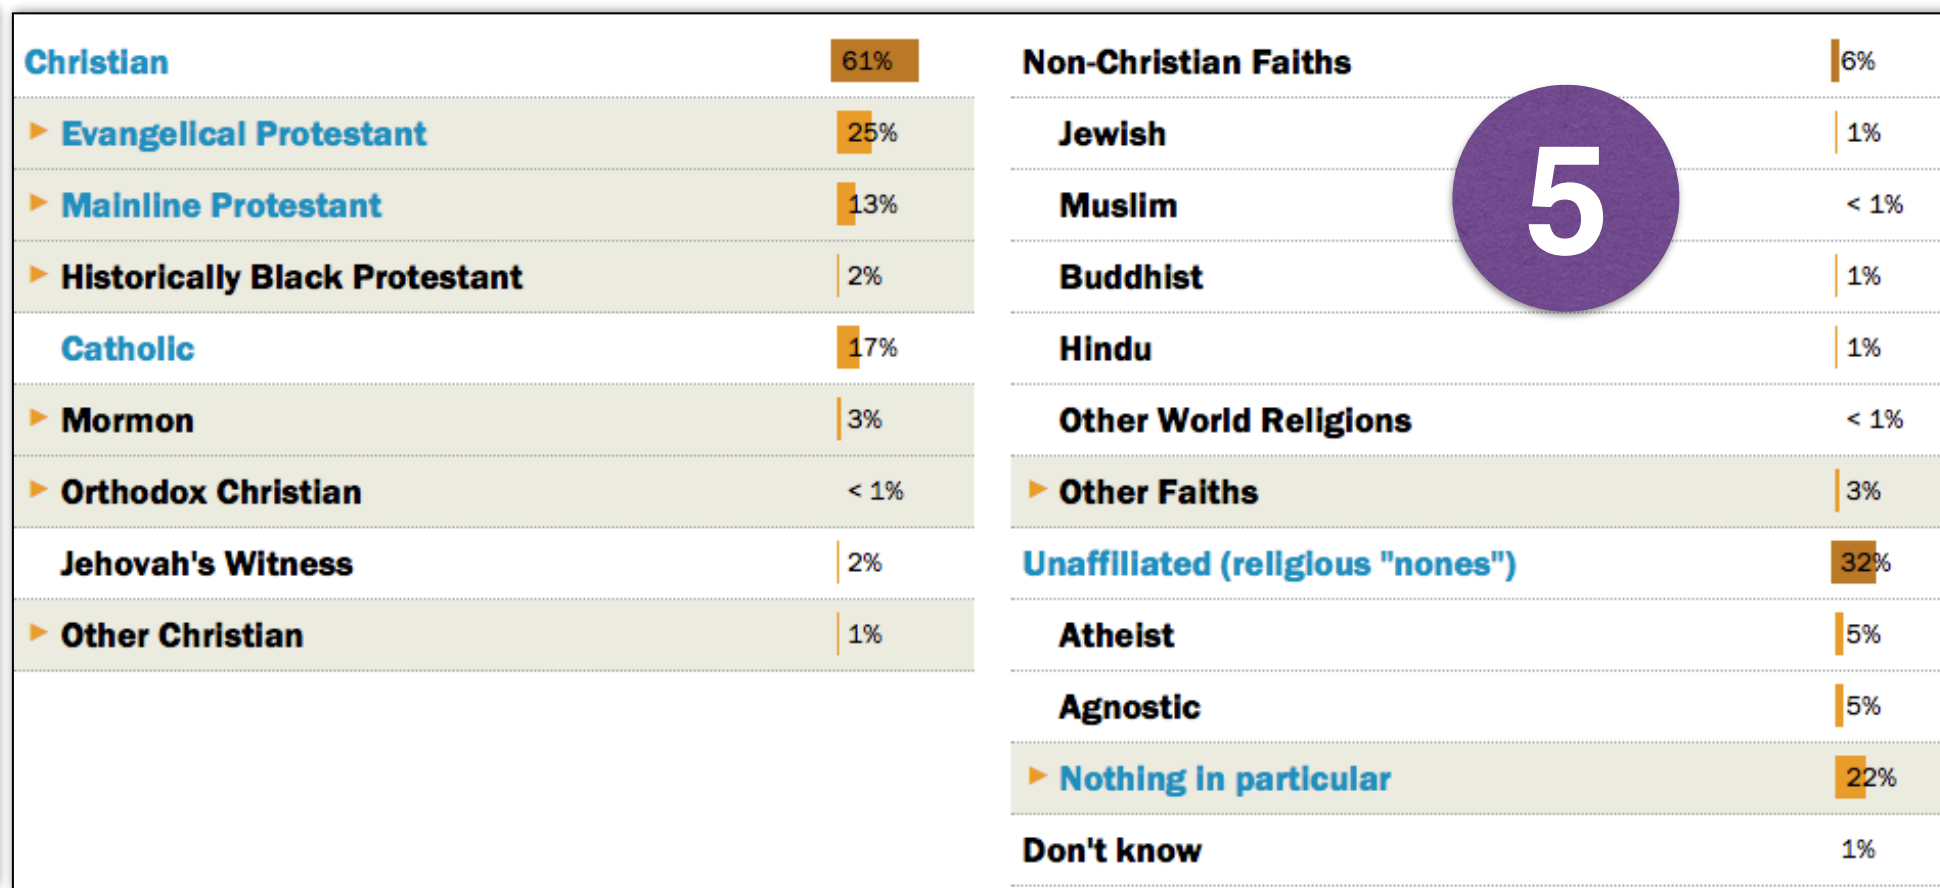 Christian 61%
Evangelical Protestant 25%
Mainline Protestant 13%
Historically Black Protestant 2%
Catholic 17%
Mormon 3%
Orthodox Christian < 1%
Jehovah's Witness 2%
Other Christian 1%
Non-Christian Faiths 6%
Jewish 1%
Muslim < 1%
Buddhist 1%
Hindu 1%
Other World Religions < 1%
Other Faiths 3%
Unaffiliated (religious "nones") 32%
Atheist 5%
Agnostic 5%
Nothing in particular 22%
Don't know 1%
5